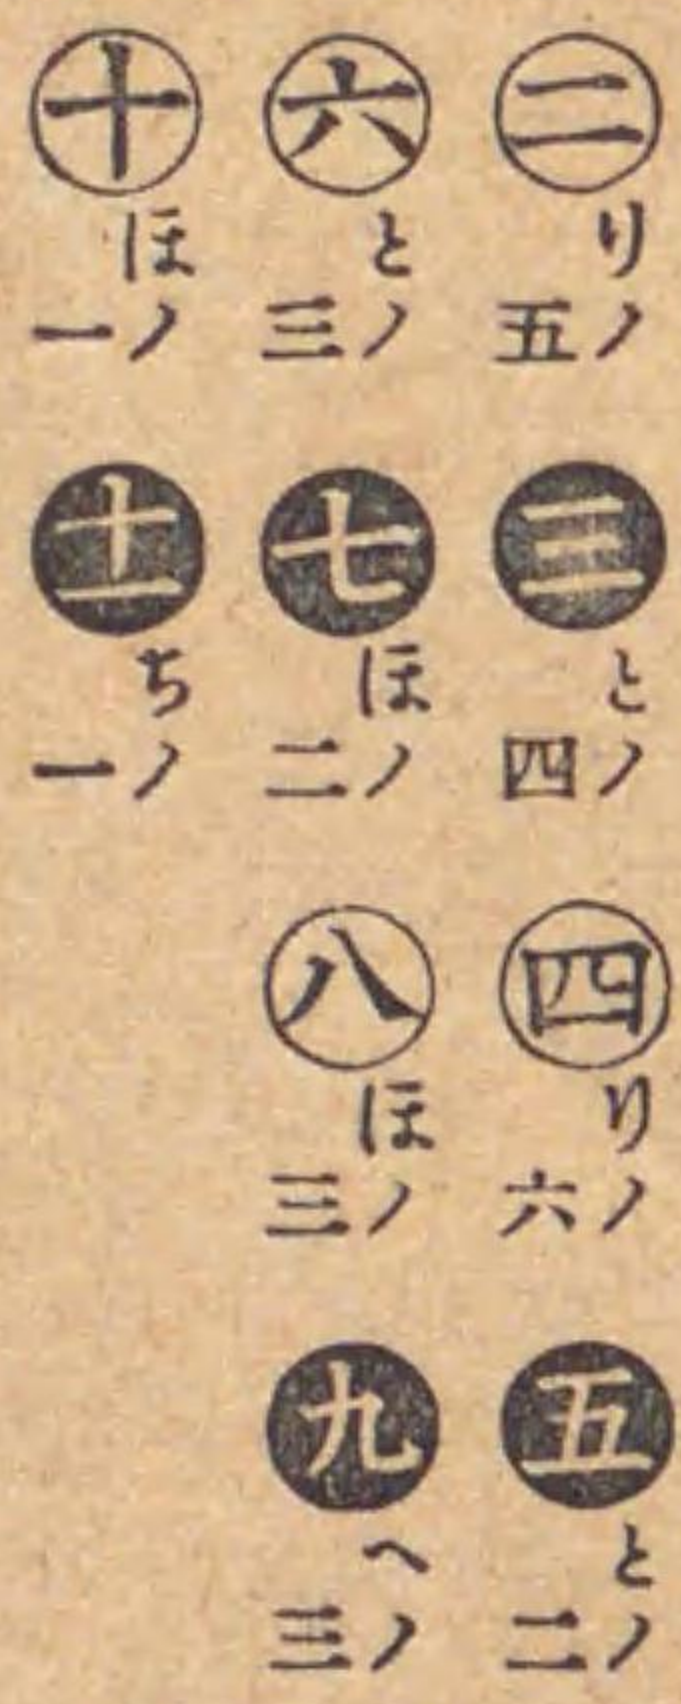 二 りノ五
三 とノ四
四 りノ六
五 とノ二
六 とノ三
七 ほノ二
八 ほノ三
九 へノ三
十 ほノ一
十一 ちノ一